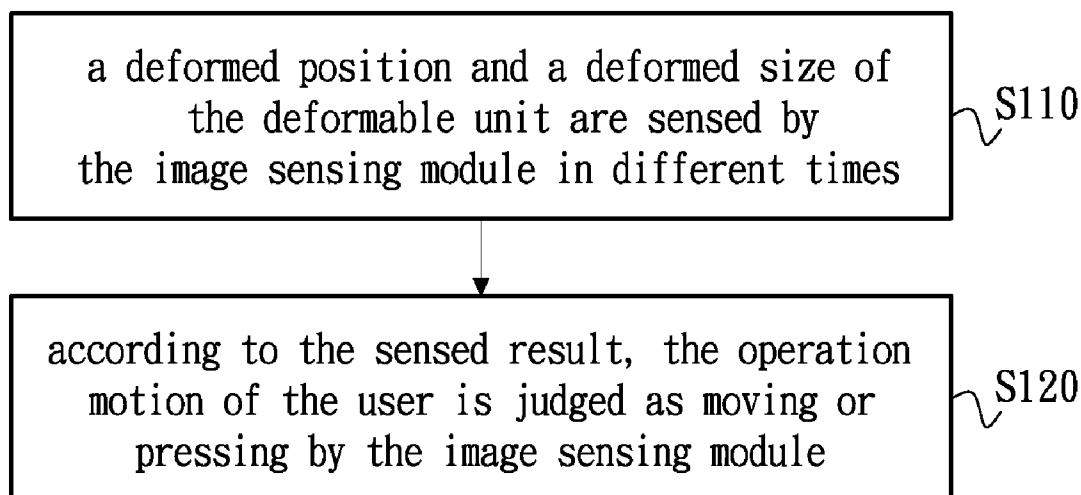 a deformed position and a deformed size of
the deformable unit are sensed by
the image sensing module in different times
S110
according to the sensed result, the operation
motion of the user is judged as moving or
pressing by the image sensing module
S120